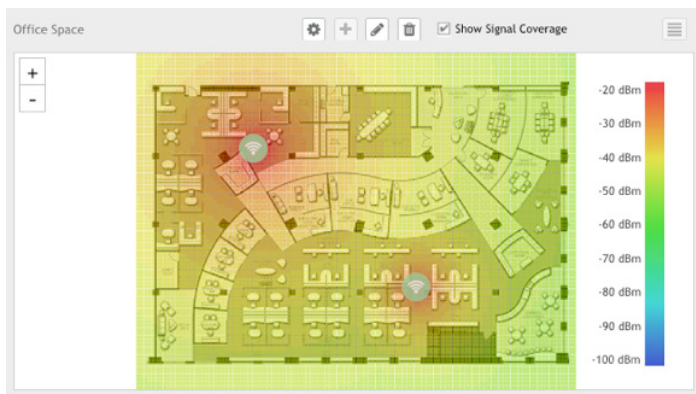 Office Space
Show Signal Coverage
+
-
-20 dBm
-30 dBm
-40 dBm
-50 dBm
-60 dBm
-70 dBm
-80 dBm
-90 dBm
-100 dBm